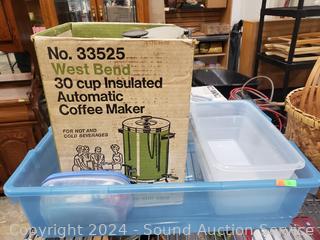 No. 33525
West Bend
30 cup Insulated
Automatic
Coffee Maker
FOR HOT AND
COLD BEVERAGES
Copyright 2024 - Sound Auction Service